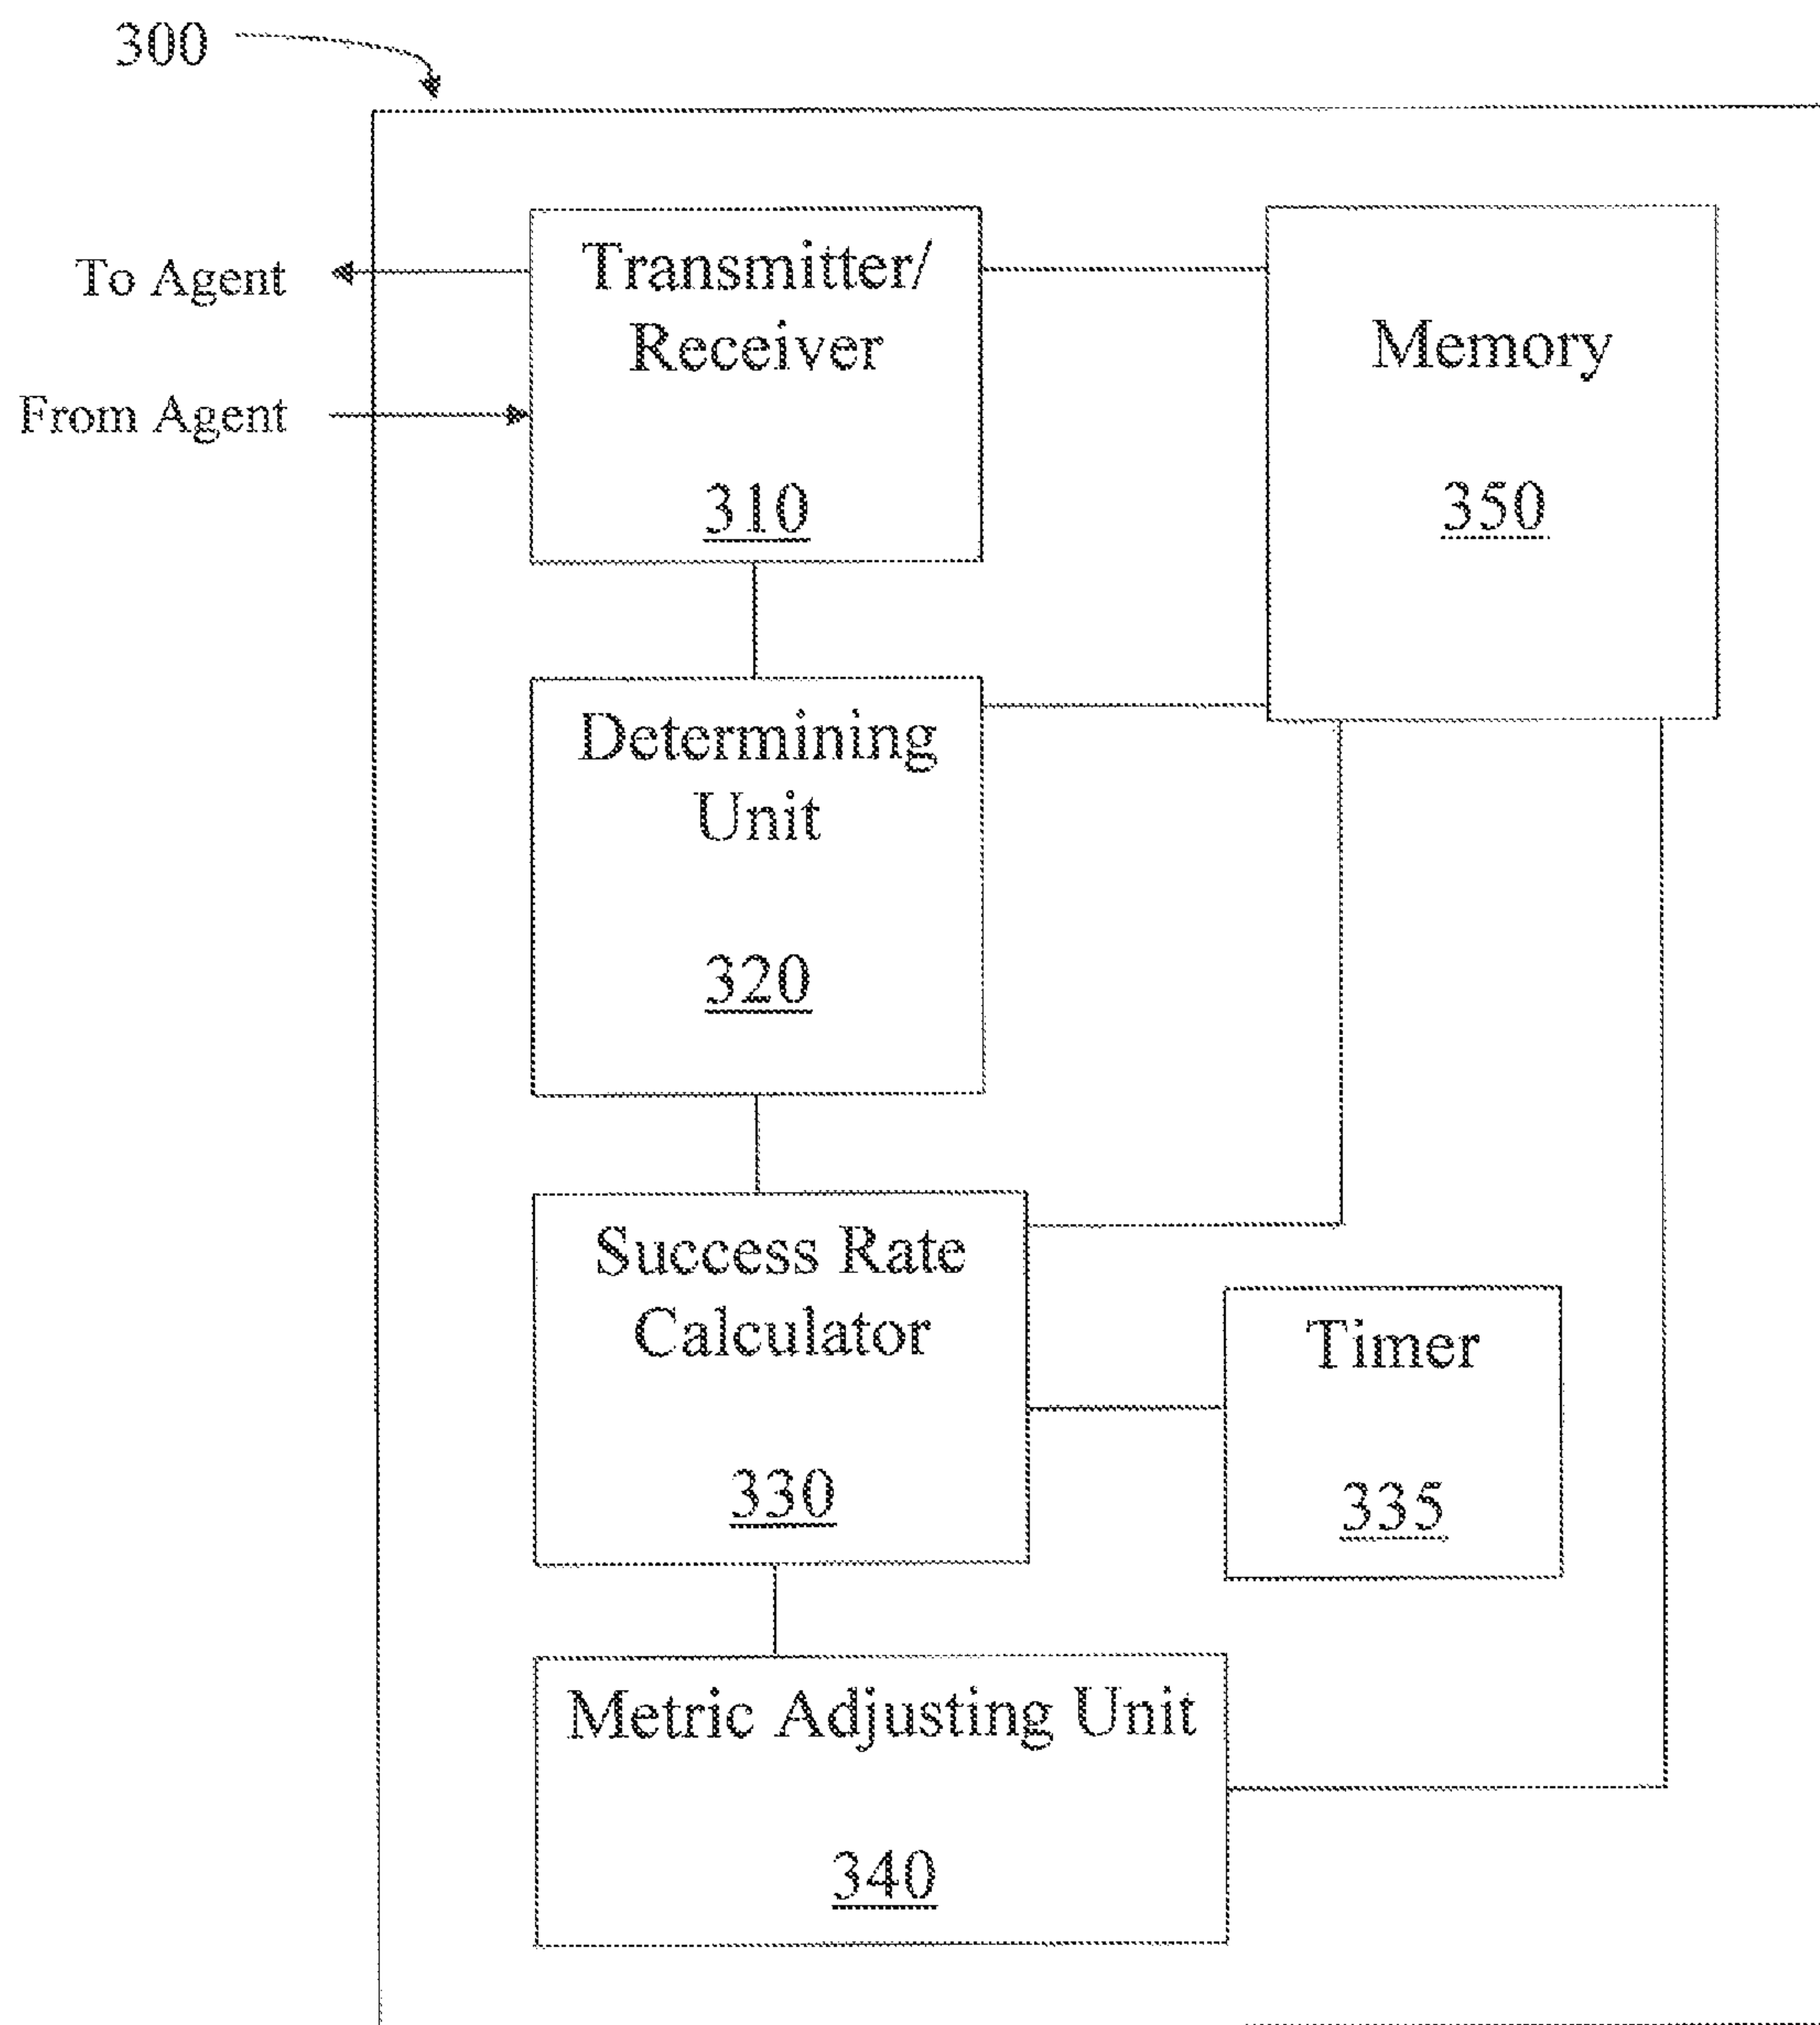 300
To Agent
From Agent
Transmitter/
Receiver
310
Memory
350
Determining
Unit
320
Success Rate
Calculator
330
Timer
335
Metric Adjusting Unit
340